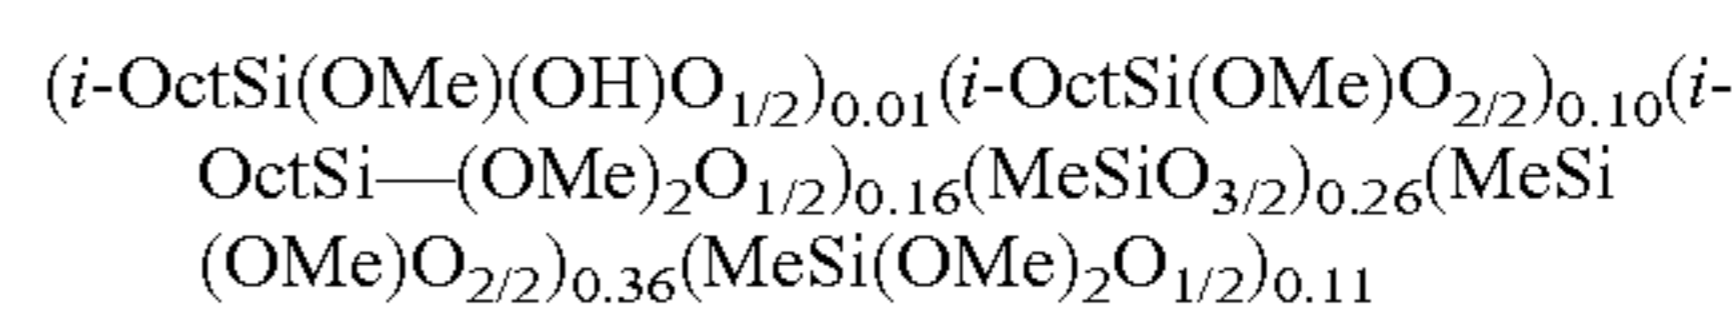 (i-OctSi(OMe)(OH)O1/2)0.01(i-OctSi(OMe)O2/2)0.10(i-
OctSi—(OMe)2O1/2)0.16(MeSiO3/2)0.26(MeSi
(OMe)O2/2)0.36(MeSi(OMe)2O1/2)0.11